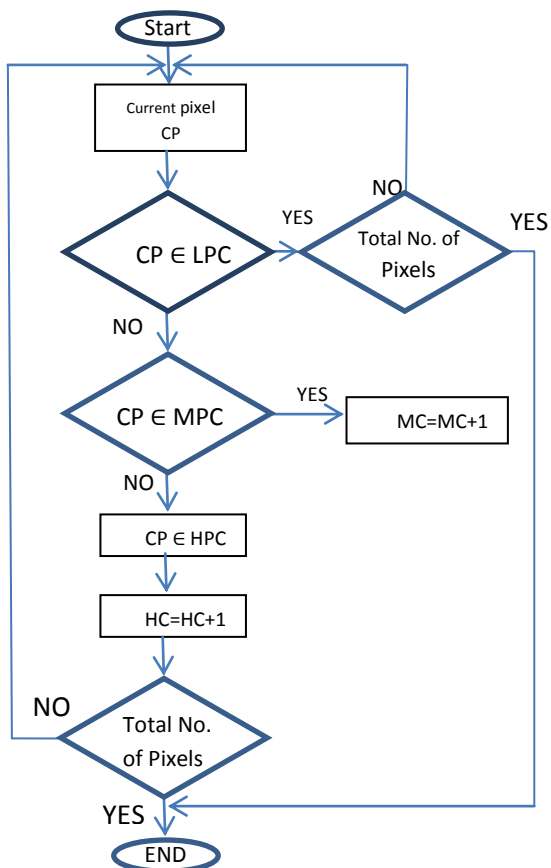 Start
Current pixel
CP
NO
YES
YES
CP ∈ LPC
Total No. of
Pixels
NO
CP ∈ MPC
YES
MC=MC+1
NO
CP ∈ HPC
HC=HC+1
NO
Total No.
of Pixels
YES
END